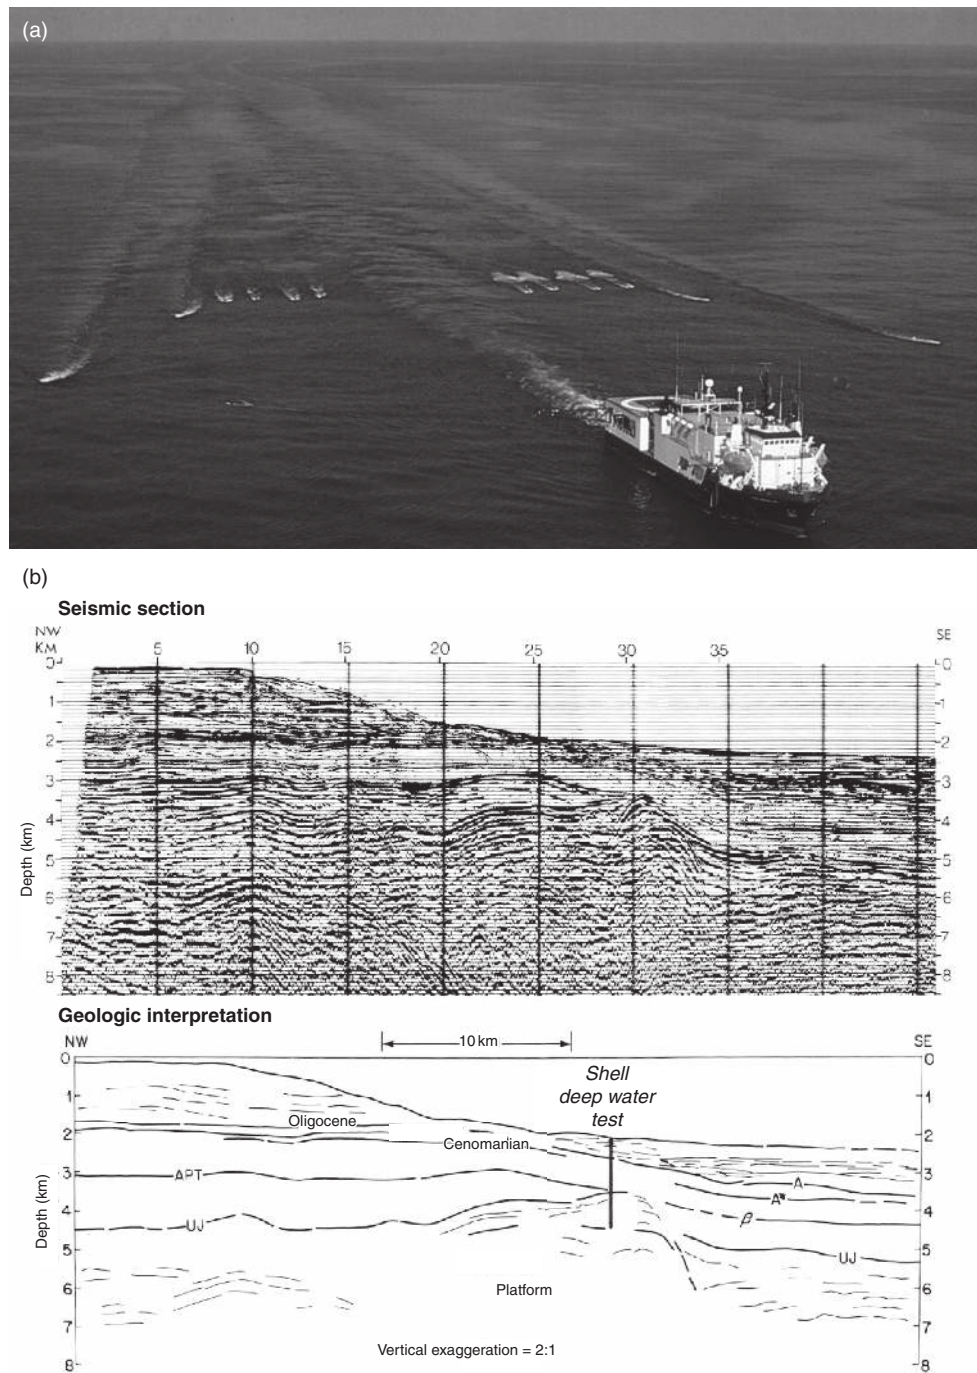 (a)
(b)
Seismic section
NW
SE
KM
5
10
15
20
25
30
35
0
0
1
1
2
2
3
3
4
4
5
5
6
6
7
7
8
8
Depth (km)
Geologic interpretation
NW
10 km
SE
0
0
Shell
deep water
test
1
1
Oligocene
2
Cenomanian
2
3
APT
3
A
A*
4
UJ
β
4
5
UJ
5
6
Platform
6
7
7
Vertical exaggeration = 2:1
8
8
Depth (km)